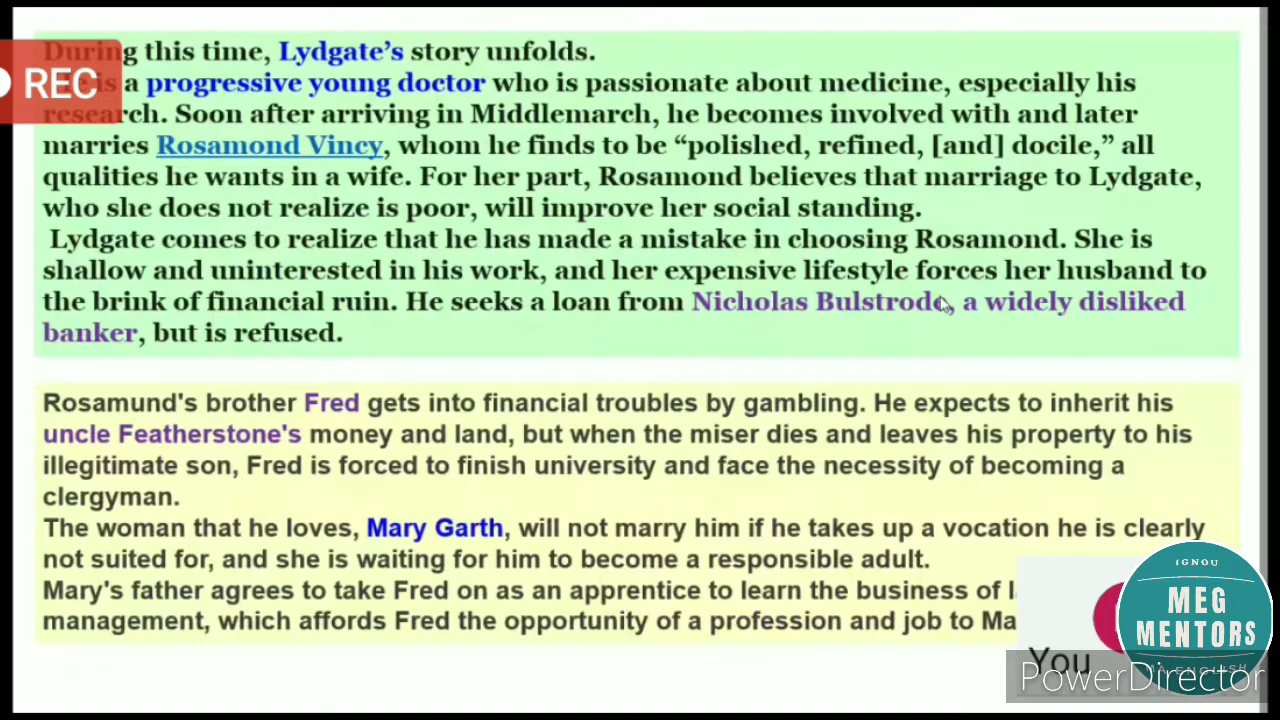 During this time, Lydgate's story unfolds.
REC
is a progressive young doctor who is passionate about medicine, especially his
research. Soon after arriving in Middlemarch, he becomes involved with and later
marries Rosamond Vincy, whom he finds to be “polished, refined, [and] docile,” all
qualities he wants in a wife. For her part, Rosamond believes that marriage to Lydgate,
who she does not realize is poor, will improve her social standing.
Lydgate comes to realize that he has made a mistake in choosing Rosamond. She is
shallow and uninterested in his work, and her expensive lifestyle forces her husband to
the brink of financial ruin. He seeks a loan from Nicholas Bulstrode, a widely disliked
banker, but is refused.
Rosamund's brother Fred gets into financial troubles by gambling. He expects to inherit his
uncle Featherstone's money and land, but when the miser dies and leaves his property to his
illegitimate son, Fred is forced to finish university and face the necessity of becoming a
clergyman.
The woman that he loves, Mary Garth, will not marry him if he takes up a vocation he is clearly
not suited for, and she is waiting for him to become a responsible adult.
Mary's father agrees to take Fred on as an apprentice to learn the business of
management, which affords Fred the opportunity of a profession and job to Ma
IGNOU
MEG
MENTORS
MA ENGLISH
You
PowerDirector